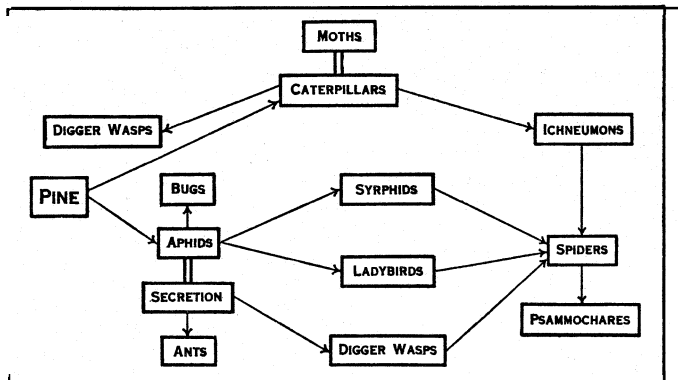 MOTHS
CATERPILLARS
DIGGER WASPS
ICHNEUMONS
PINE
BUGS
SYRPHIDS
APHIDS
SPIDERS
LADYBIRDS
SECRETION
PSAMMOCHARES
ANTS
DIGGER WASPS